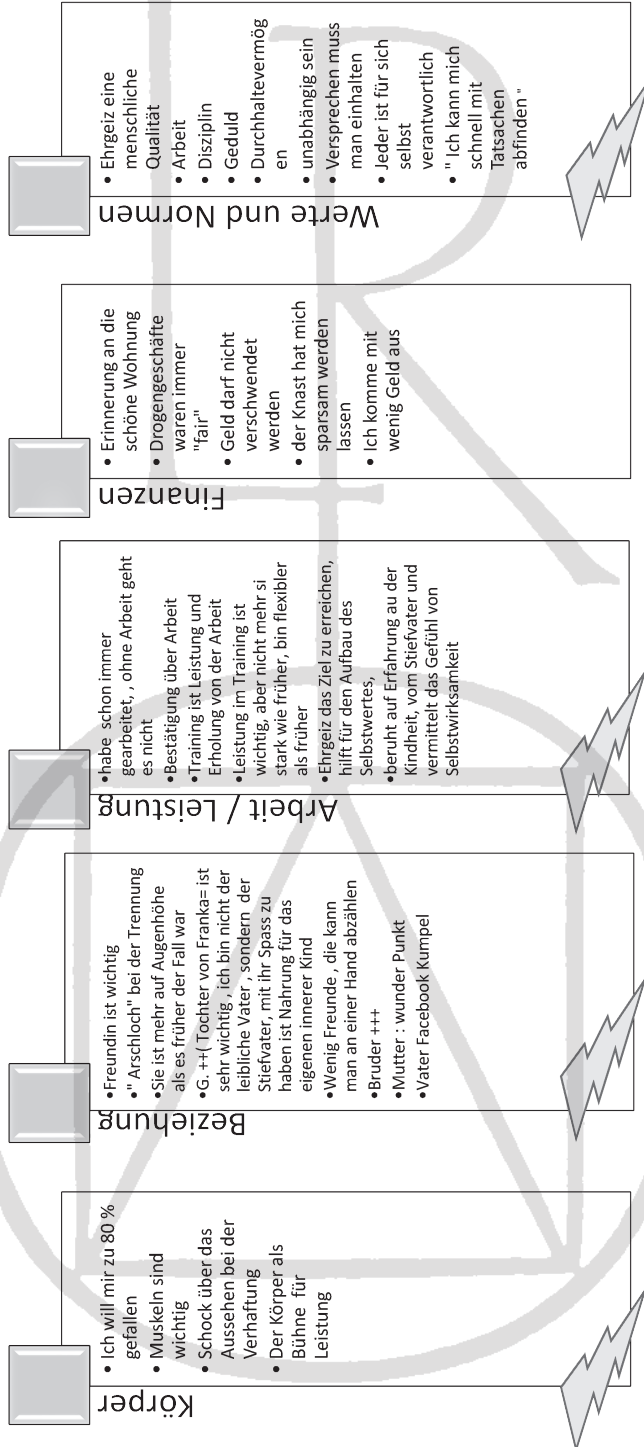 Körper
• Ich will mir zu 80 %
gefallen
• Muskeln sind
wichtig
• Schock über das
Aussehen bei der
Verhaftung
• Der Körper als
Bühne für
Leistung
Beziehung
•Freundin ist wichtig
•" Arschloch" bei der Trennung
•Sie ist mehr auf Augenhöhe
als es früher der Fall war
•G. ++( Tochter von Franka= ist
sehr wichtig , ich bin nicht der
leibliche Vater , sondern der
Stiefvater, mit ihr Spass zu
haben ist Nahrung für das
eigenen innerer Kind
•Wenig Freunde , die kann
man an einer Hand abzählen
•Bruder +++
•Mutter : wunder Punkt
•Vater Facebook Kumpel
Arbeit / Leistung
•habe schon immer
gearbeitet, , ohne Arbeit geht
es nicht
•Bestätigung über Arbeit
•Training ist Leistung und
Erholung von der Arbeit
•Leistung im Training ist
wichtig, aber nicht mehr si
stark wie früher, bin flexibler
als früher
•Ehrgeiz das Ziel zu erreichen,
hilft für den Aufbau des
Selbstwertes,
•beruht auf Erfahrung au der
Kindheit, vom Stiefvater und
vermittelt das Gefühl von
Selbstwirksamkeit
Finanzen
• Erinnerung an die
schöne Wohnung
• Drogengeschäfte
waren immer
"fair"
• Geld darf nicht
verschwendet
werden
• der Knast hat mich
sparsam werden
lassen
• Ich komme mit
wenig Geld aus
Werte und Normen
• Ehrgeiz eine
menschliche
Qualität
• Arbeit
• Disziplin
• Geduld
• Durchhaltevermög
en
• unabhängig sein
• Versprechen muss
man einhalten
• Jeder ist für sich
selbst
verantwortlich
• " Ich kann mich
schnell mit
Tatsachen
abfinden "